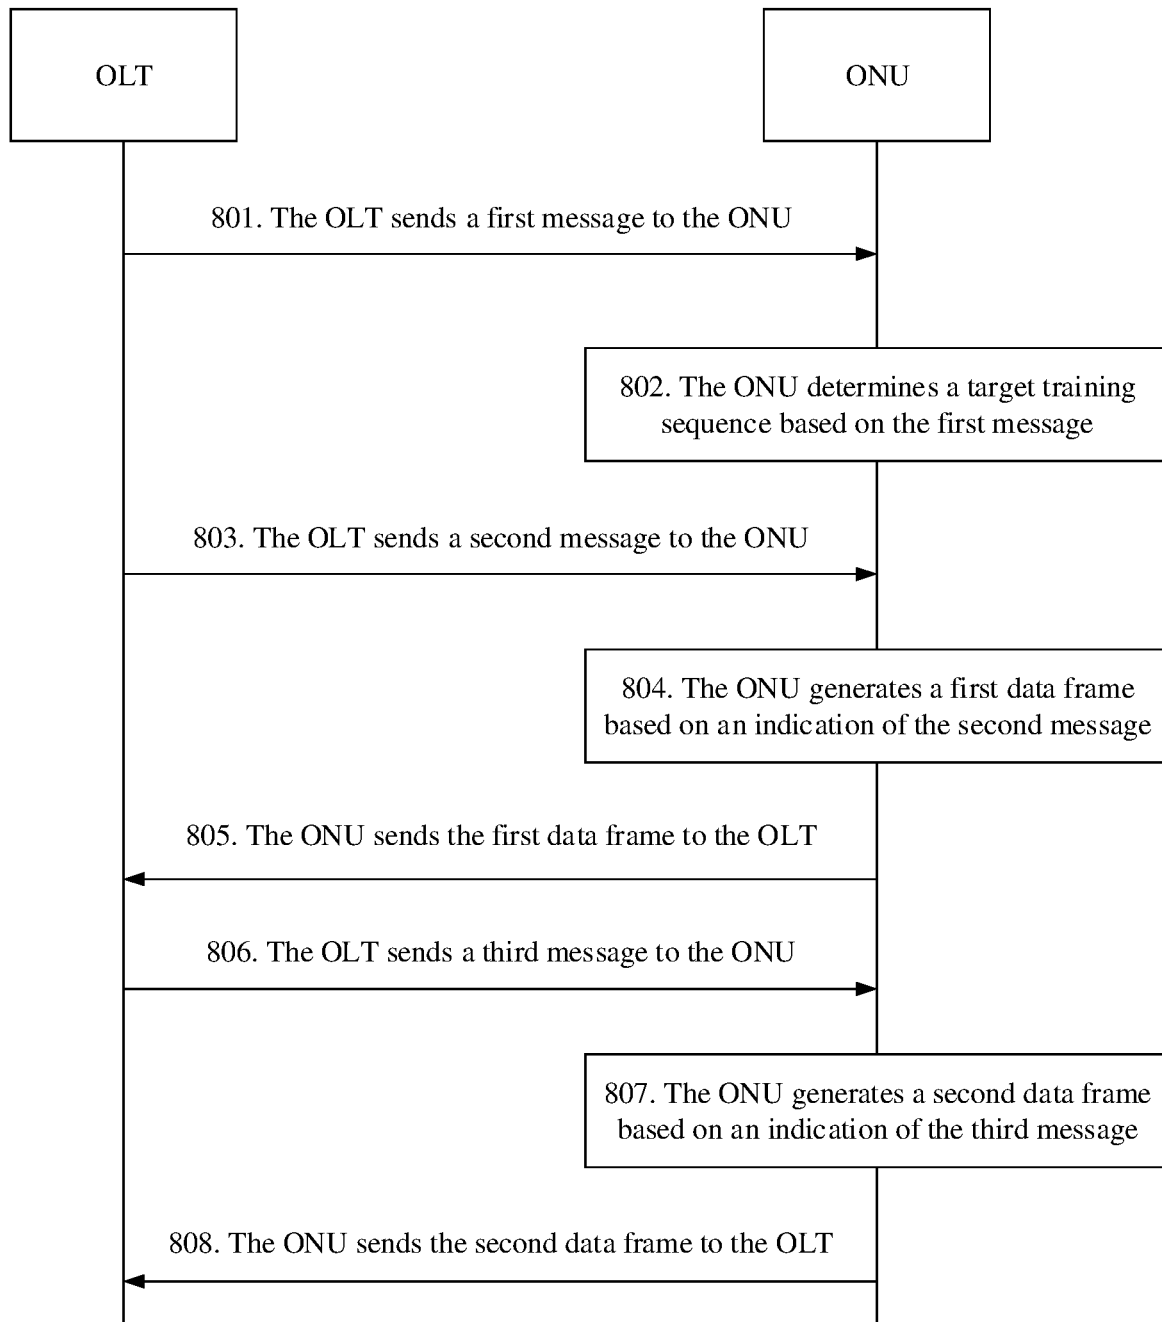 OLT
ONU
801. The OLT sends a first message to the ONU
802. The ONU determines a target training
sequence based on the first message
803. The OLT sends a second message to the ONU
804. The ONU generates a first data frame
based on an indication of the second message
805. The ONU sends the first data frame to the OLT
806. The OLT sends a third message to the ONU
807. The ONU generates a second data frame
based on an indication of the third message
808. The ONU sends the second data frame to the OLT